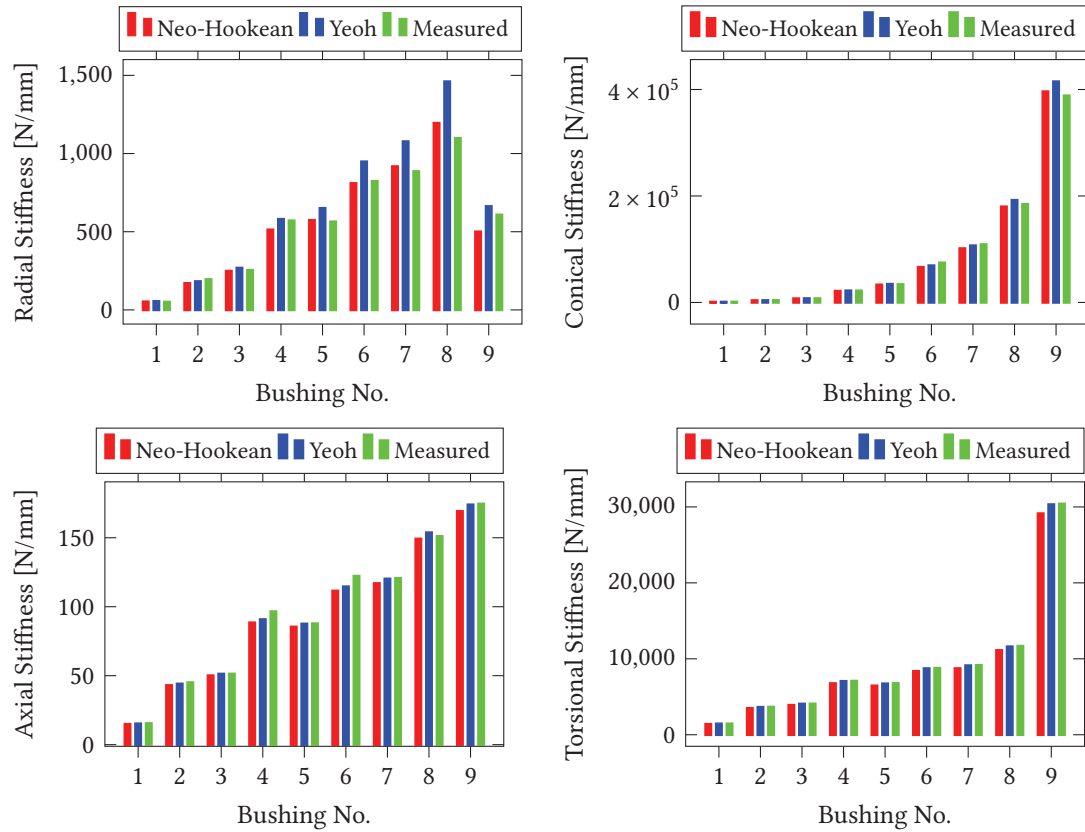 Neo-Hookean Yeoh Measured
Radial Stiffness [N/mm]
1,500
1,000
500
0
1 2 3 4 5 6 7 8 9
Bushing No.
Neo-Hookean Yeoh Measured
Conical Stiffness [N/mm]
4 × 10⁵
2 × 10⁵
0
1 2 3 4 5 6 7 8 9
Bushing No.
Neo-Hookean Yeoh Measured
Axial Stiffness [N/mm]
150
100
50
0
1 2 3 4 5 6 7 8 9
Bushing No.
Neo-Hookean Yeoh Measured
Torsional Stiffness [N/mm]
30,000
20,000
10,000
0
1 2 3 4 5 6 7 8 9
Bushing No.